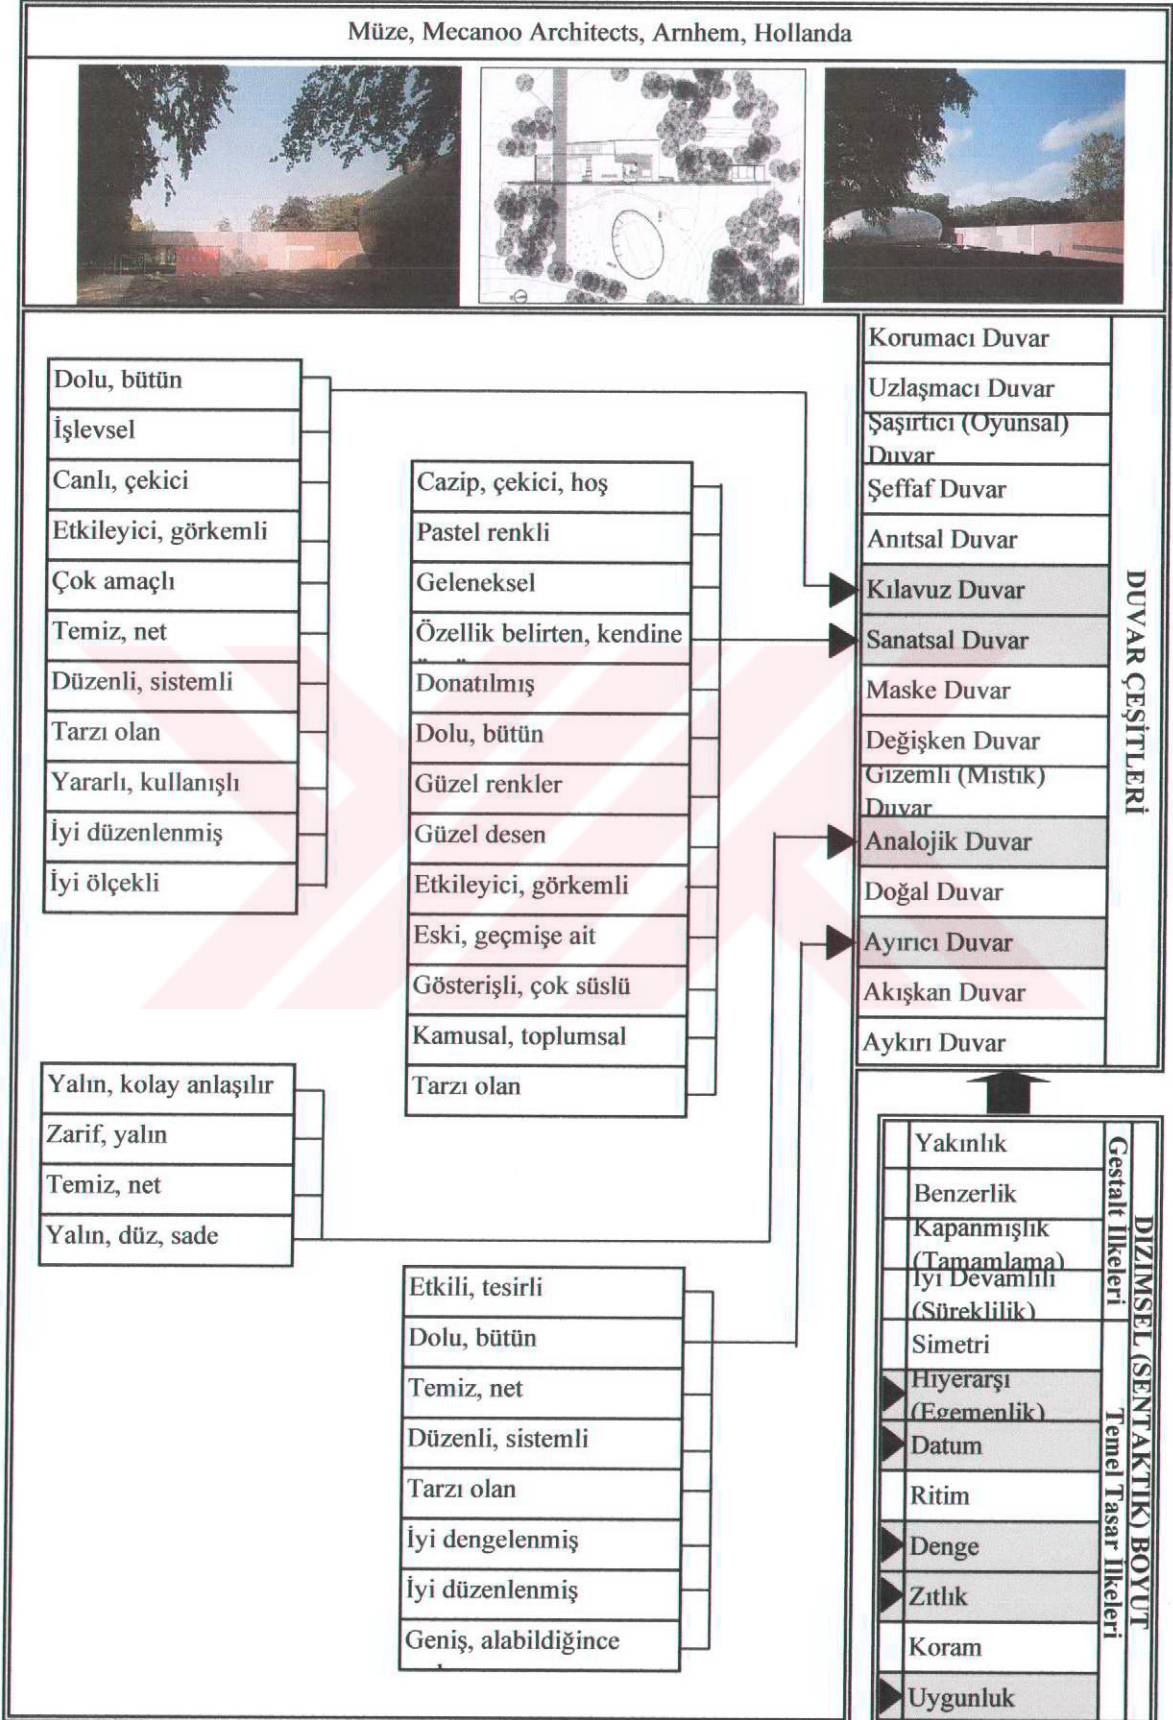 Müze, Mecanoo Architects, Arnhem, Hollanda
Dolu, bütün
İşlevsel
Canlı, çekici
Etkileyici, görkemli
Çok amaçlı
Temiz, net
Düzenli, sistemli
Tarzı olan
Yararlı, kullanışlı
İyi düzenlenmiş
İyi ölçekli
Cazip, çekici, hoş
Pastel renkli
Geleneksel
Özellik belirten, kendine
Donatılmış
Dolu, bütün
Güzel renkler
Güzel desen
Etkileyici, görkemli
Eski, geçmişe ait
Gösterişli, çok süslü
Kamusal, toplumsal
Tarzı olan
Yalın, kolay anlaşılır
Zarif, yalın
Temiz, net
Yalın, düz, sade
Etkili, tesirli
Dolu, bütün
Temiz, net
Düzenli, sistemli
Tarzı olan
İyi dengelenmiş
İyi düzenlenmiş
Geniş, alabildiğince
Korumacı Duvar
Uzlaşmacı Duvar
Şaşırtıcı (Oyunsal)
Duvar
Şeffaf Duvar
Anıtsal Duvar
Kılavuz Duvar
Sanatsal Duvar
Maske Duvar
Değişken Duvar
Gizemli (Mistik)
Duvar
Analojik Duvar
Doğal Duvar
Ayırıcı Duvar
Akışkan Duvar
Aykırı Duvar
DUVAR ÇEŞİTLERİ
Yakınlık
Benzerlik
Kapanmışlık
(Tamamlama)
İyi Devamlılı
(Süreklilik)
Simetri
Hiyerarşi
(Egemenlik)
Datum
Ritim
Denge
Zıtlık
Koram
Uygunluk
Gestalt İlkeleri
Temel Tasar İlkeleri
DİZİMSEL (SENTAKTIK) BOYUT